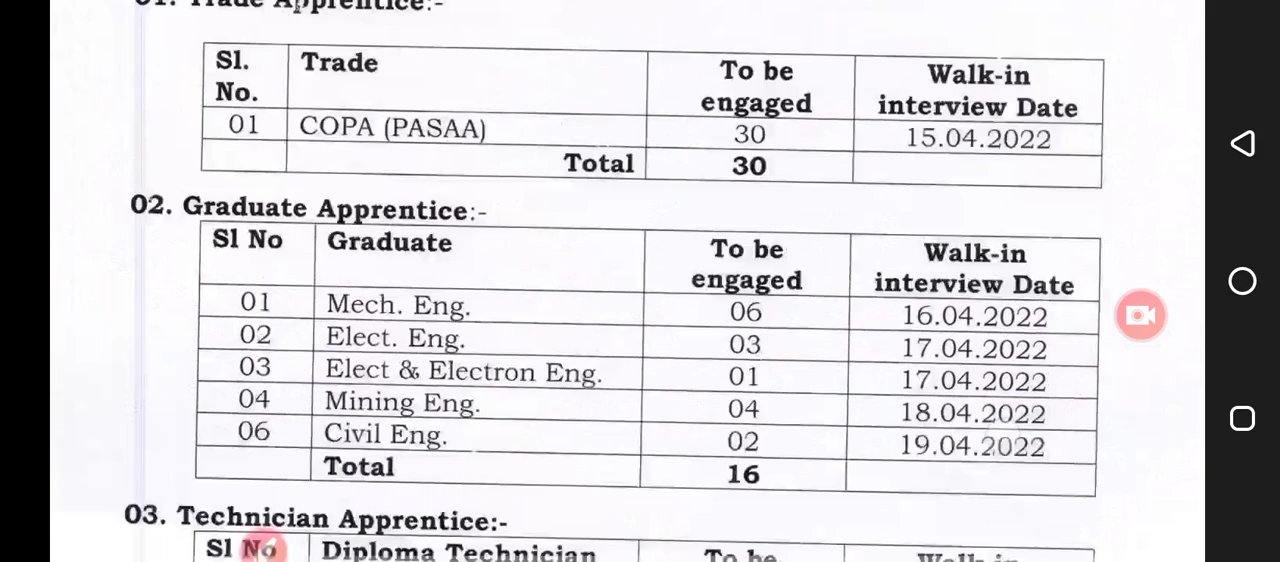 01. Trade Apprentice:-
Sl. No. Trade To be engaged Walk-in interview Date
01 COPA (PASAA) 30 15.04.2022
Total 30
02. Graduate Apprentice:-
Sl No Graduate To be engaged Walk-in interview Date
01 Mech. Eng. 06 16.04.2022
02 Elect. Eng. 03 17.04.2022
03 Elect & Electron Eng. 01 17.04.2022
04 Mining Eng. 04 18.04.2022
06 Civil Eng. 02 19.04.2022
Total 16
03. Technician Apprentice:-
Sl No Diploma Technician To be Walk-in